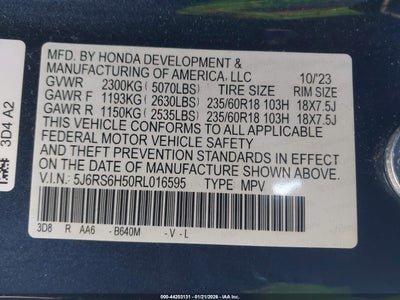 MFD. BY HONDA DEVELOPMENT &
MANUFACTURING OF AMERICA, LLC 10/'23
GVWR 2300KG (5070LBS) TIRE SIZE RIM SIZE
GAWR F 1193KG (2630LBS) 235/60R18 103H 18X7.5J
GAWR R 1150KG (2535LBS) 235/60R18 103H 18X7.5J
THIS VEHICLE CONFORMS TO ALL APPLICABLE
FEDERAL MOTOR VEHICLE SAFETY
STANDARDS IN EFFECT ON THE
DATE OF MANUFACTURE SHOWN ABOVE.
V.I.N.: 5J6RS6H50RL016595 TYPE MPV
3D8 R AA6 - B640M - V - L
3D4 A2
000-44203131 - 01/21/2026 - IAA Inc.